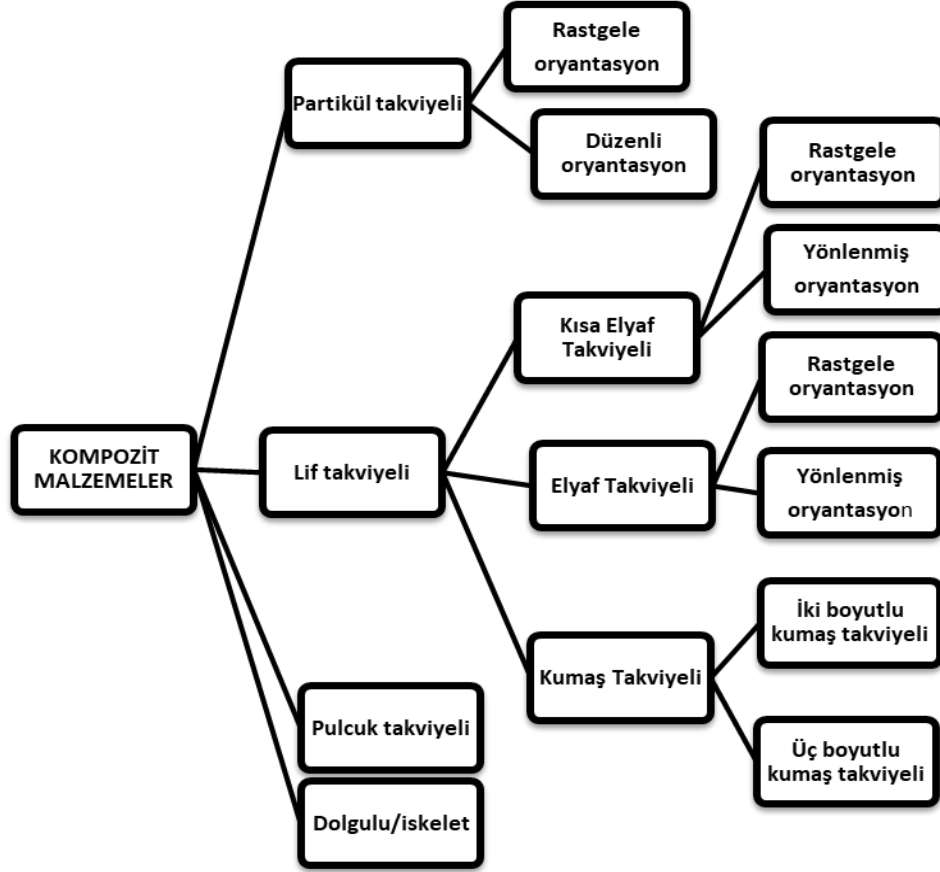 KOMPOZİT
MALZEMELER
Partikül takviyeli
Rastgele
oryantasyon
Düzenli
oryantasyon
Lif takviyeli
Kısa Elyaf
Takviyeli
Rastgele
oryantasyon
Yönlenmiş
oryantasyon
Elyaf Takviyeli
Rastgele
oryantasyon
Yönlenmiş
oryantasyon
Kumaş Takviyeli
İki boyutlu
kumaş takviyeli
Üç boyutlu
kumaş takviyeli
Pulcuk takviyeli
Dolgulu/iskelet